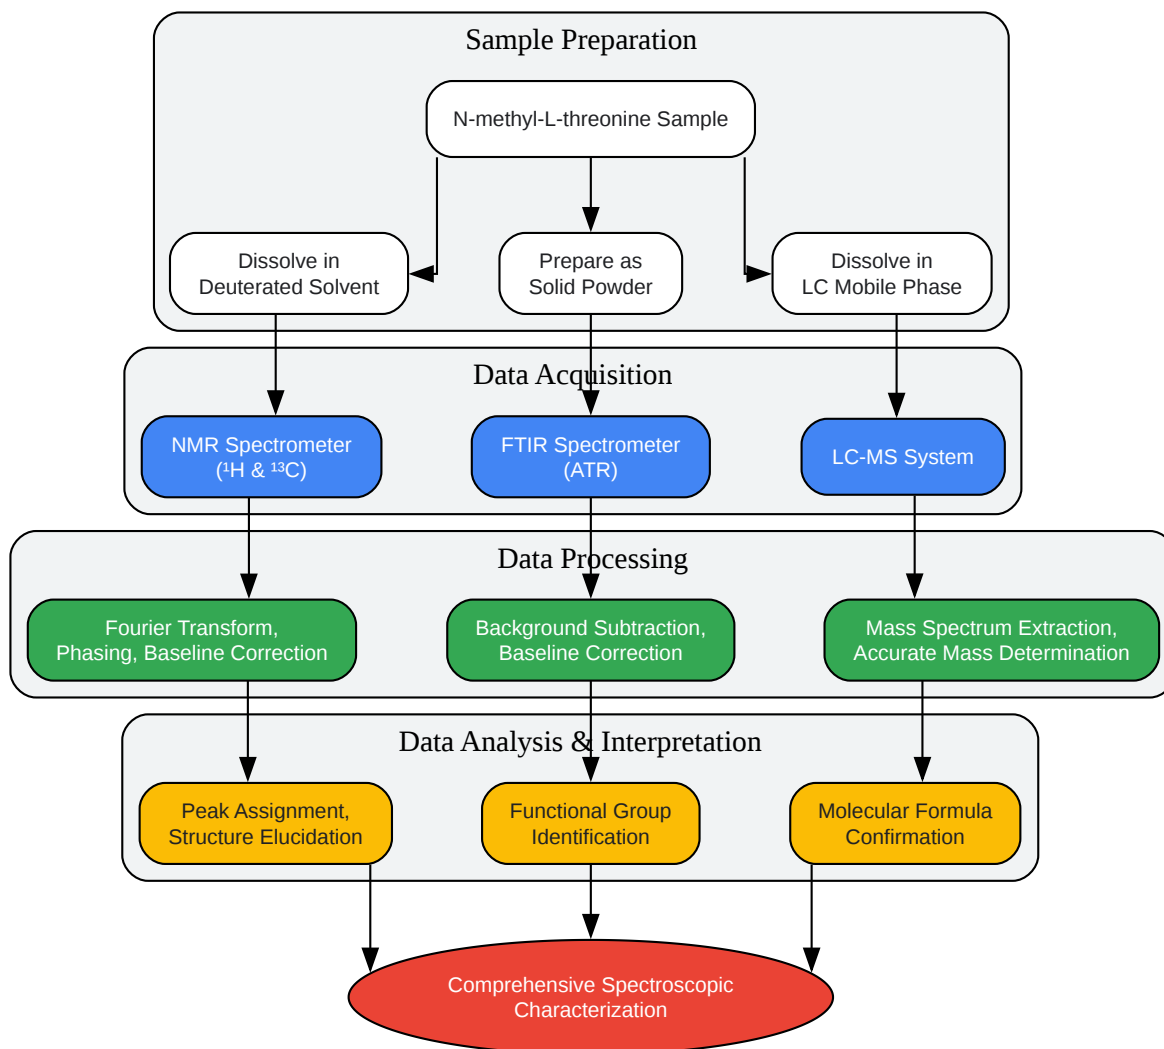 Sample Preparation
N-methyl-L-threonine Sample
Dissolve in
Deuterated Solvent
Prepare as
Solid Powder
Dissolve in
LC Mobile Phase
Data Acquisition
NMR Spectrometer
(¹H & ¹³C)
FTIR Spectrometer
(ATR)
LC-MS System
Data Processing
Fourier Transform,
Phasing, Baseline Correction
Background Subtraction,
Baseline Correction
Mass Spectrum Extraction,
Accurate Mass Determination
Data Analysis & Interpretation
Peak Assignment,
Structure Elucidation
Functional Group
Identification
Molecular Formula
Confirmation
Comprehensive Spectroscopic
Characterization